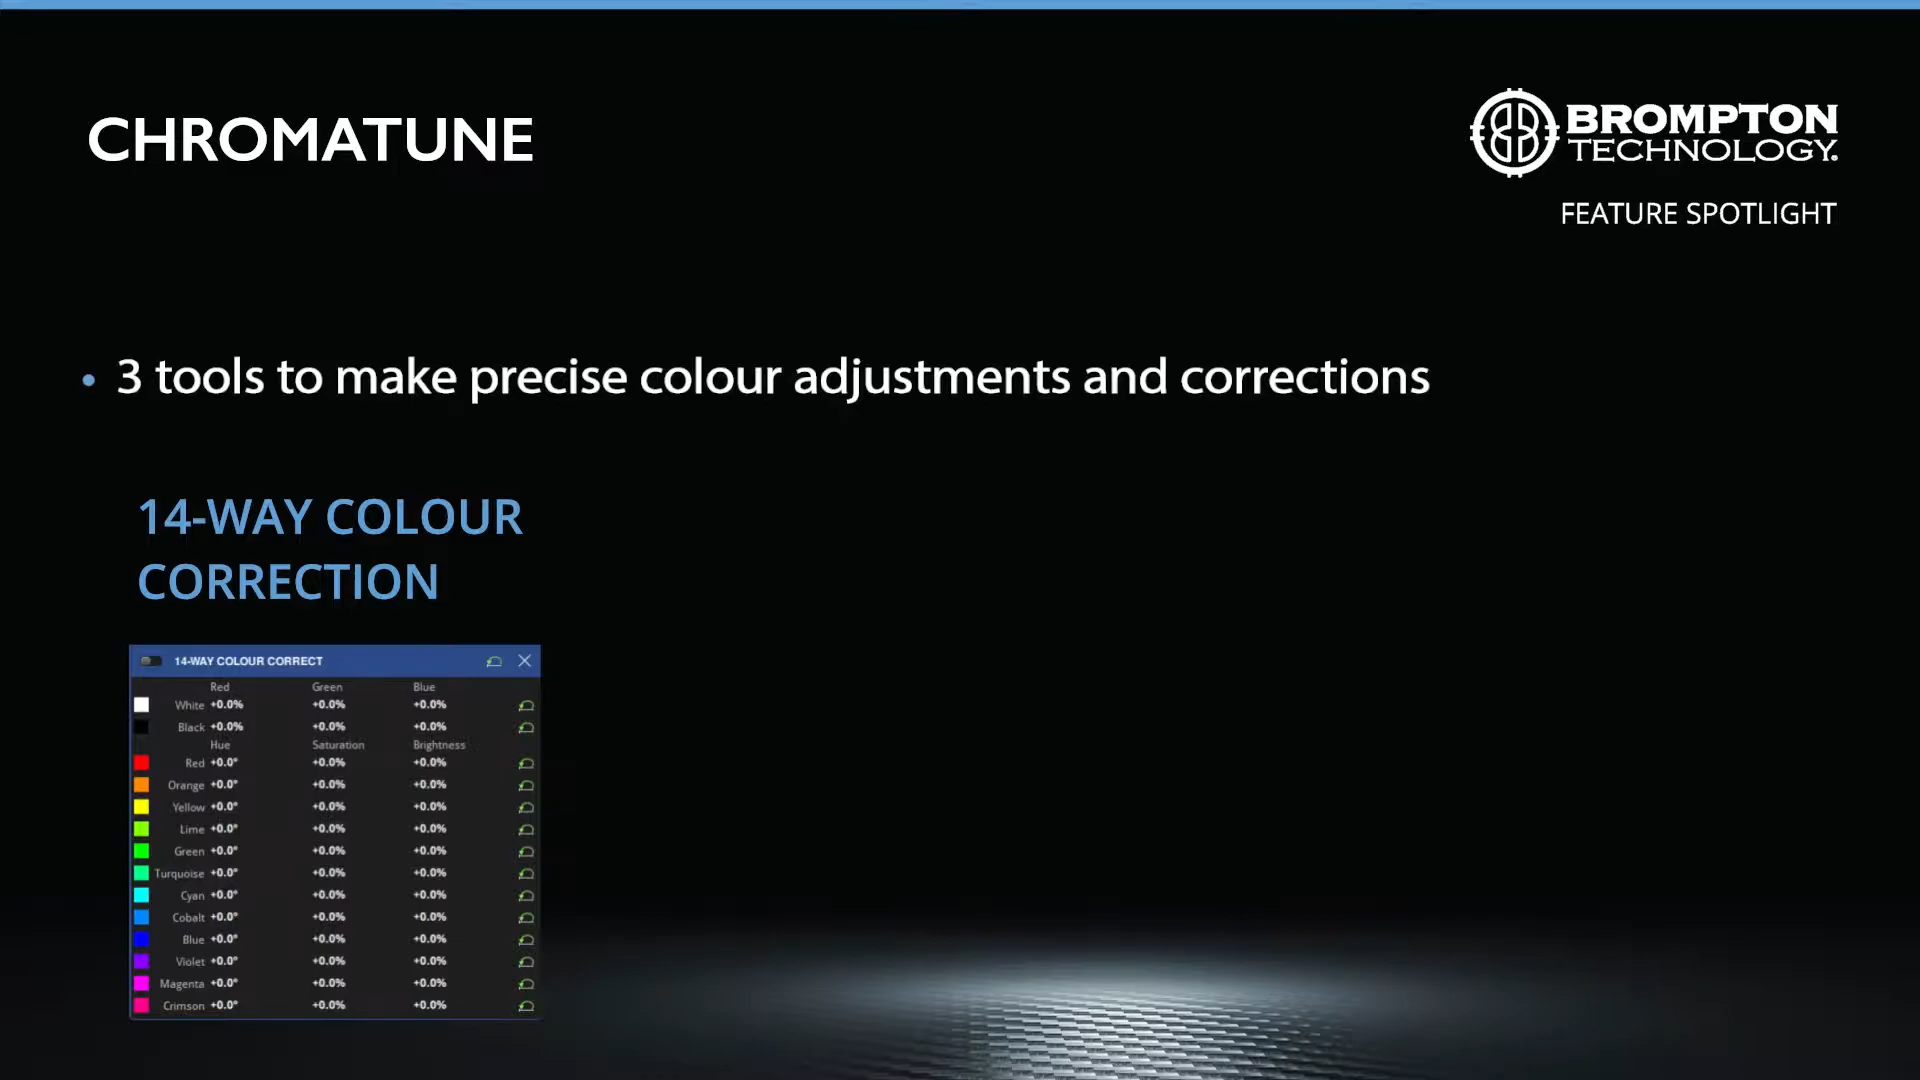 CHROMATUNE
BROMPTON
TECHNOLOGY.
FEATURE SPOTLIGHT
• 3 tools to make precise colour adjustments and corrections
14-WAY COLOUR
CORRECTION
14-WAY COLOUR CORRECT
Red Green Blue
White +0.0% +0.0% +0.0%
Black +0.0% +0.0% +0.0%
Hue Saturation Brightness
Red +0.0° +0.0% +0.0%
Orange +0.0° +0.0% +0.0%
Yellow +0.0° +0.0% +0.0%
Lime +0.0° +0.0% +0.0%
Green +0.0° +0.0% +0.0%
Turquoise +0.0° +0.0% +0.0%
Cyan +0.0° +0.0% +0.0%
Cobalt +0.0° +0.0% +0.0%
Blue +0.0° +0.0% +0.0%
Violet +0.0° +0.0% +0.0%
Magenta +0.0° +0.0% +0.0%
Crimson +0.0° +0.0% +0.0%